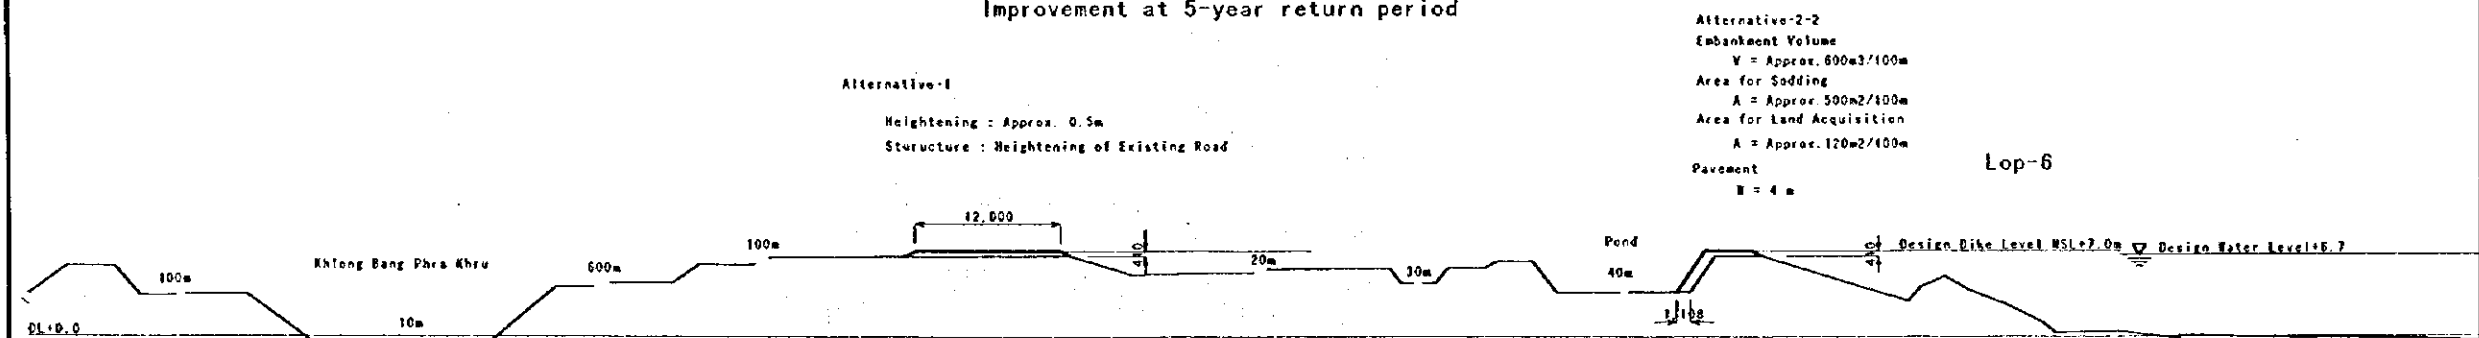 Improvement at 5-year return period
Alternative-1
Heightening : Approx. 0.5m
Sturucture : Heightening of Existing Road
Alternative-2-2
Embankment Volume
V = Approx. 600m3/100m
Area for Sodding
A = Approx. 500m2/100m
Area for Land Acquisition
A = Approx. 120m2/100m
Pavement
W = 4 m
Lop-6
12,000
100m
Khlong Bang Phra Khru
600m
100m
410
20m
30m
Pond
40m
410
Design Dike Level MSL+7.0m
Design Water Level+6.7
DL+0.0
10m